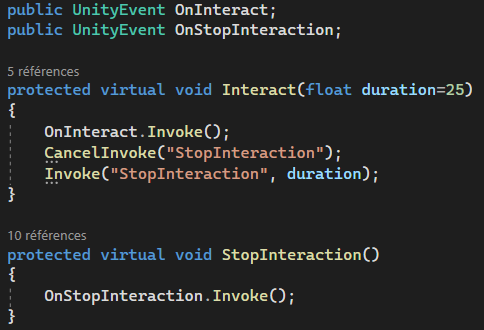 public UnityEvent OnInteract;
public UnityEvent OnStopInteraction;
5 références
protected virtual void Interact(float duration=25)
{
OnInteract.Invoke();
CancelInvoke("StopInteraction");
Invoke("StopInteraction", duration);
}
10 références
protected virtual void StopInteraction()
{
OnStopInteraction.Invoke();
}